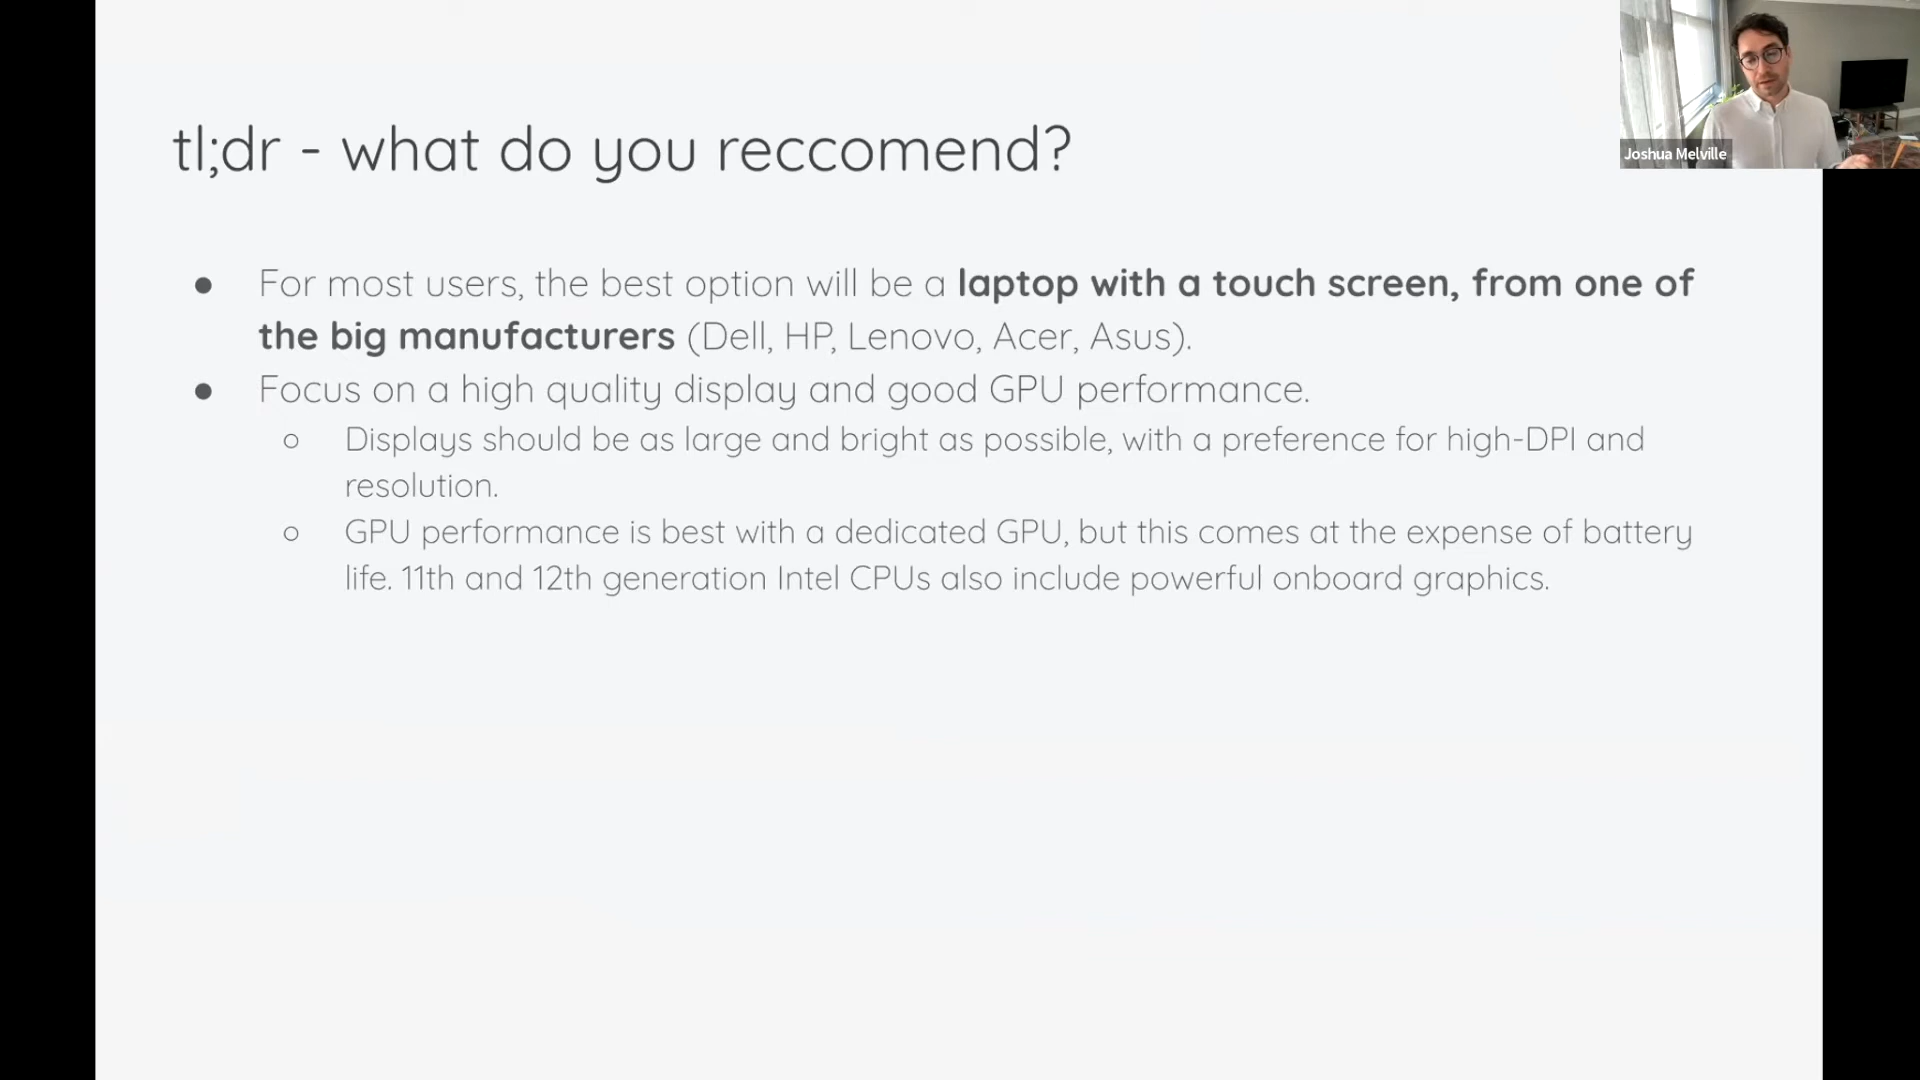 tl;dr - what do you reccomend?
Joshua Melville
● For most users, the best option will be a laptop with a touch screen, from one of
the big manufacturers (Dell, HP, Lenovo, Acer, Asus).
● Focus on a high quality display and good GPU performance.
○ Displays should be as large and bright as possible, with a preference for high-DPI and
resolution.
○ GPU performance is best with a dedicated GPU, but this comes at the expense of battery
life. 11th and 12th generation Intel CPUs also include powerful onboard graphics.